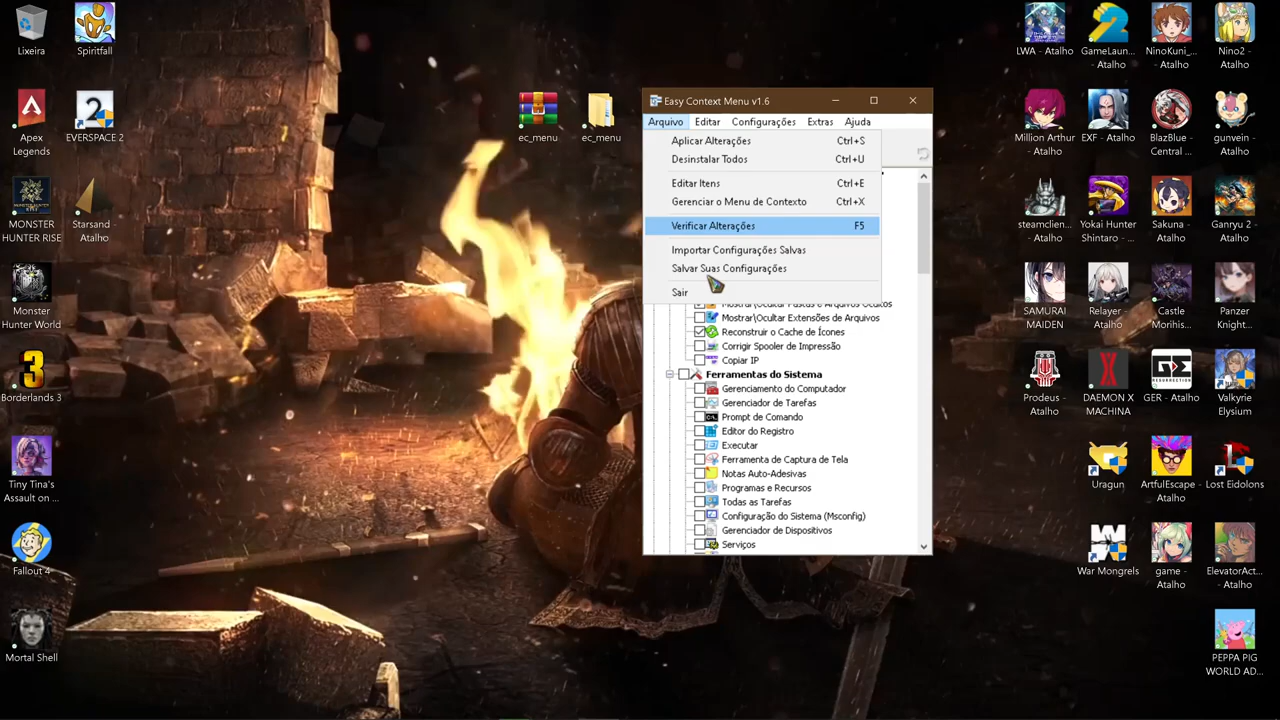 Lixeira
Spiritfall
Apex
Legends
EVERSPACE 2
MONSTER
HUNTER RISE
Starsand -
Atalho
Monster
Hunter World
Borderlands 3
Tiny Tina's
Assault on ...
Fallout 4
Mortal Shell
ec_menu
ec_menu
Easy Context Menu v1.6
Arquivo Editar Configurações Extras Ajuda
Aplicar Alterações Ctrl+S
Desinstalar Todos Ctrl+U
Editar Itens Ctrl+E
Gerenciar o Menu de Contexto Ctrl+X
Verificar Alterações F5
Importar Configurações Salvas
Salvar Suas Configurações
Sair
Mostrar\Ocultar Pastas e Arquivos Ocultos
Mostrar\Ocultar Extensões de Arquivos
Reconstruir o Cache de Ícones
Corrigir Spooler de Impressão
Copiar IP
Ferramentas do Sistema
Gerenciamento do Computador
Gerenciador de Tarefas
Prompt de Comando
Editor do Registro
Executar
Ferramenta de Captura de Tela
Notas Auto-Adesivas
Programas e Recursos
Todas as Tarefas
Configuração do Sistema (Msconfig)
Gerenciador de Dispositivos
Serviços
LWA - Atalho
GameLaun...
- Atalho
NinoKuni_...
- Atalho
Nino2 -
Atalho
Million Arthur
- Atalho
EXF - Atalho
BlazBlue
Central ...
gunvein -
Atalho
steamclien...
- Atalho
Yokai Hunter
Shintaro - ...
Sakuna -
Atalho
Ganryu 2 -
Atalho
SAMURAI
MAIDEN
Relayer -
Atalho
Castle
Morihis...
Panzer
Knight...
Prodeus -
Atalho
DAEMON X
MACHINA
GER - Atalho
Valkyrie
Elysium
Uragun
ArtfulEscape -
Atalho
Lost Eidolons
War Mongrels
game -
Atalho
ElevatorAct...
- Atalho
PEPPA PIG
WORLD AD...